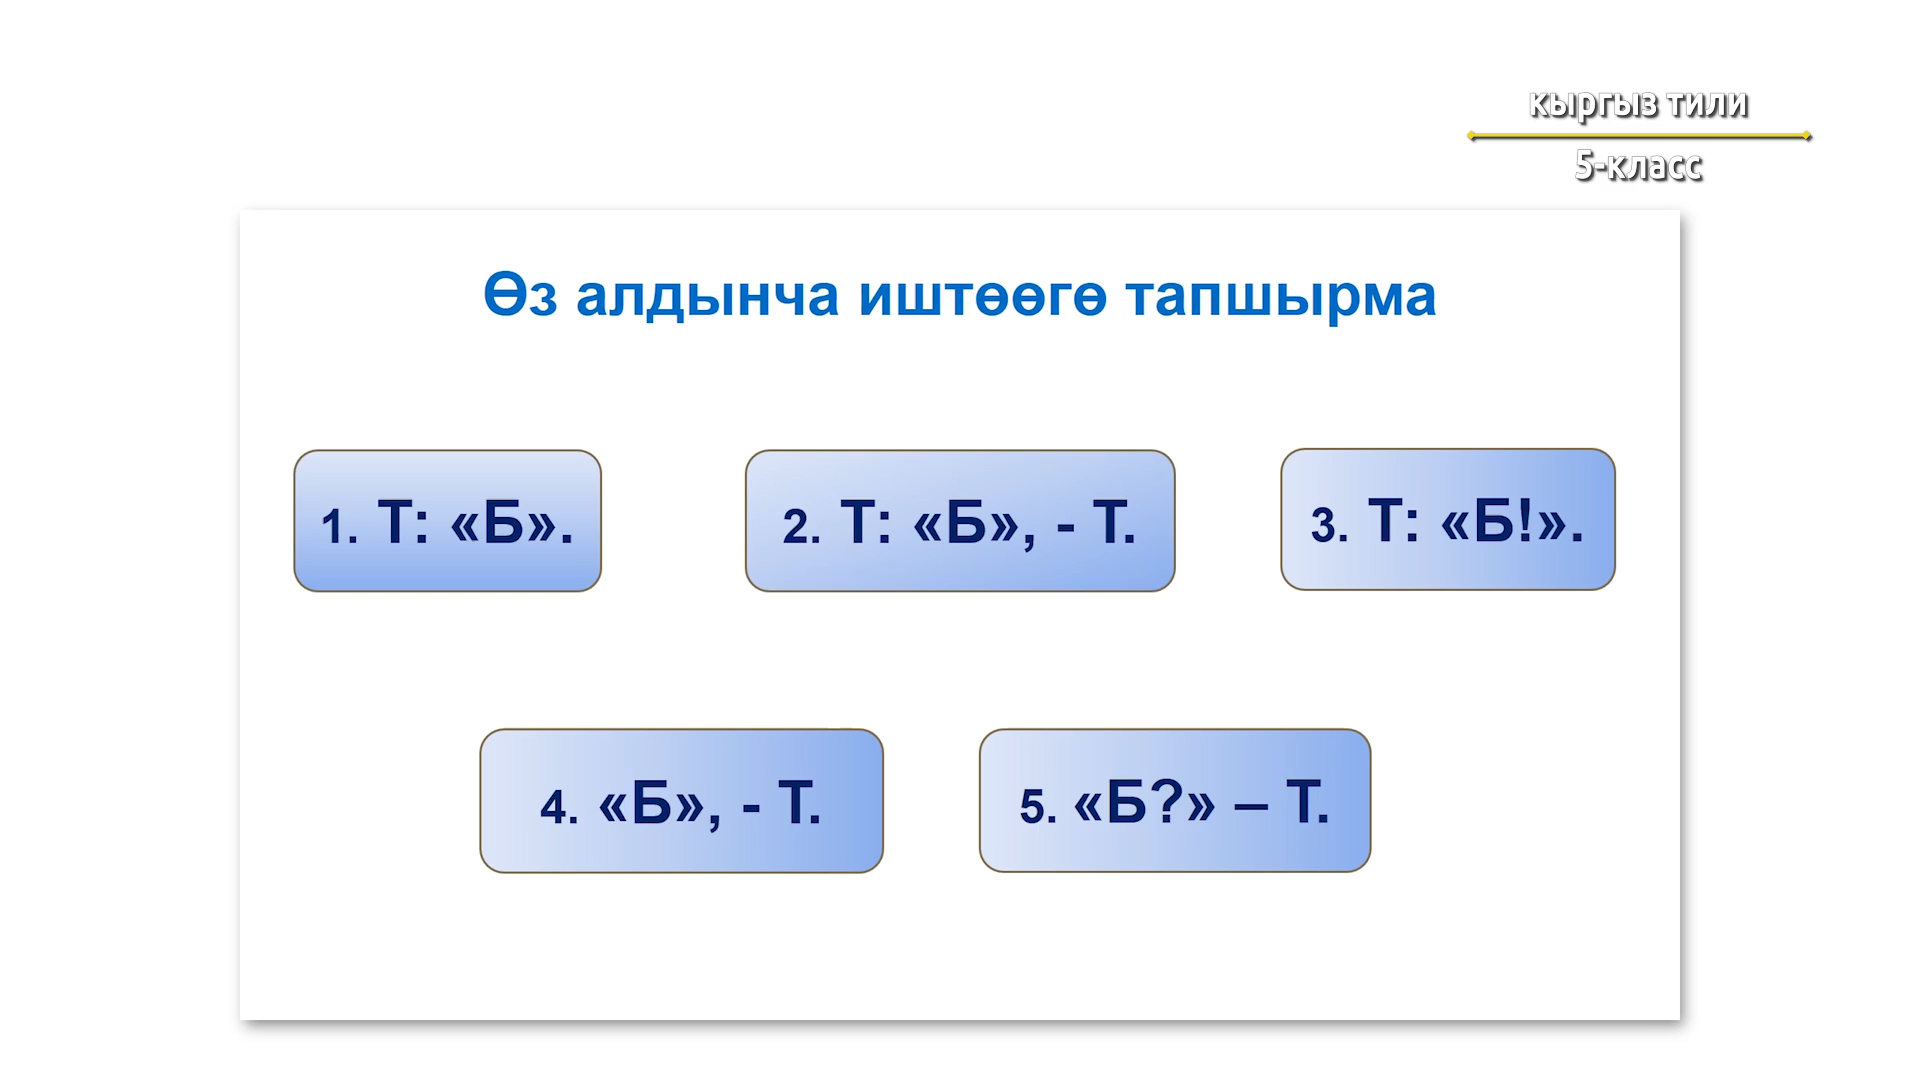 кыргыз тили
5-класс
Өз алдынча иштөөгө тапшырма
1. Т: «Б».
2. Т: «Б», - Т.
3. Т: «Б!».
4. «Б», - Т.
5. «Б?» – Т.